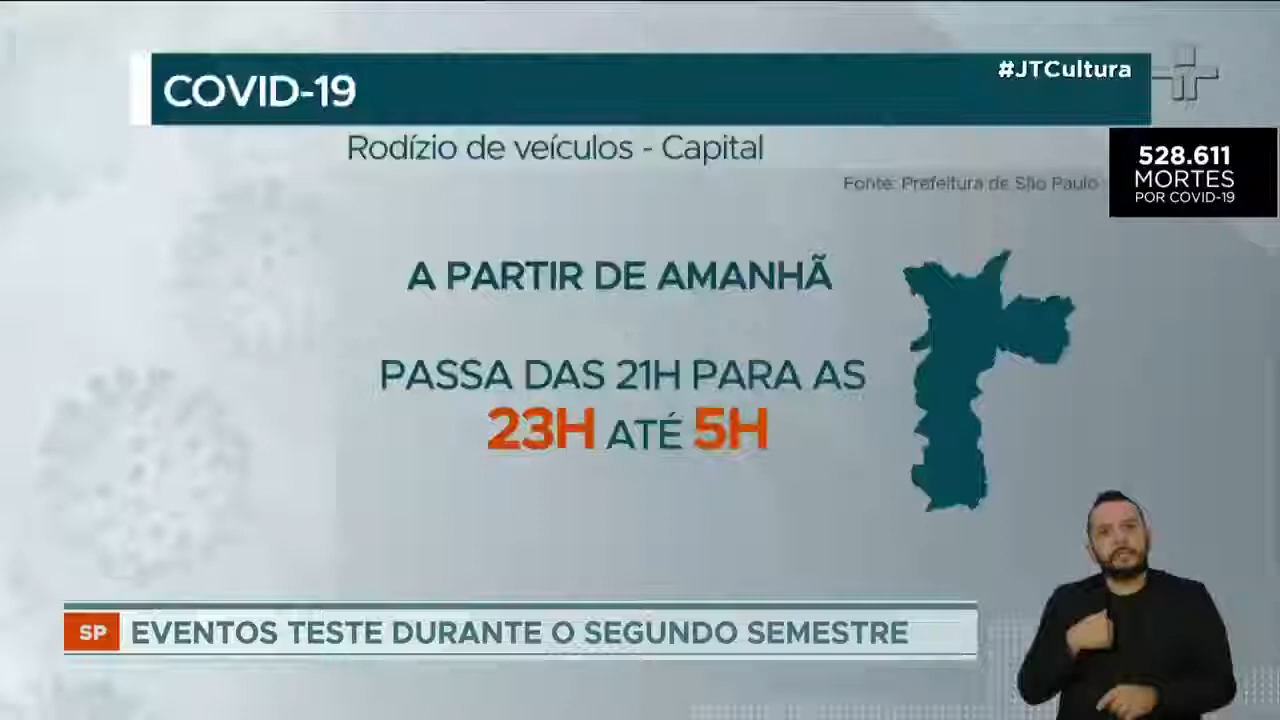 COVID-19
#JTCultura
Rodízio de veículos - Capital
Fonte: Prefeitura de São Paulo
528.611
MORTES
POR COVID-19
A PARTIR DE AMANHÃ
PASSA DAS 21H PARA AS
23H ATÉ 5H
SP EVENTOS TESTE DURANTE O SEGUNDO SEMESTRE